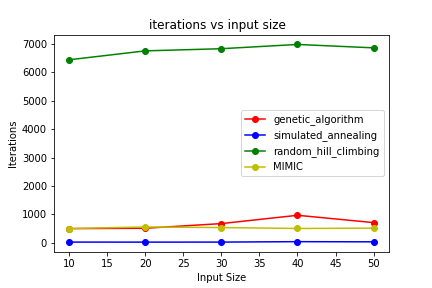 iterations vs input size
Iterations
7000
6000
5000
4000
3000
2000
1000
0
genetic_algorithm
simulated_annealing
random_hill_climbing
MIMIC
10 15 20 25 30 35 40 45 50
Input Size